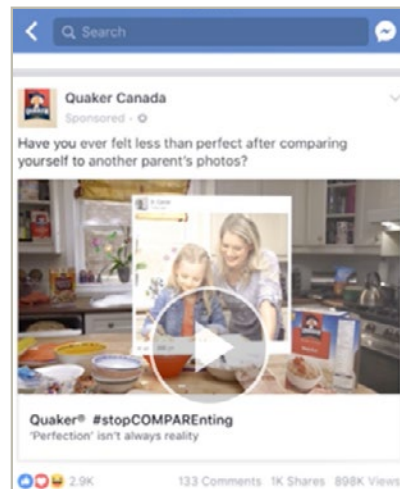 Search
Quaker Canada
Sponsored ·
Have you ever felt less than perfect after comparing
yourself to another parent's photos?
QUAKER
Quaker® #stopCOMPARENting
'Perfection' isn't always reality
2.9K 133 Comments 1K Shares 898K Views